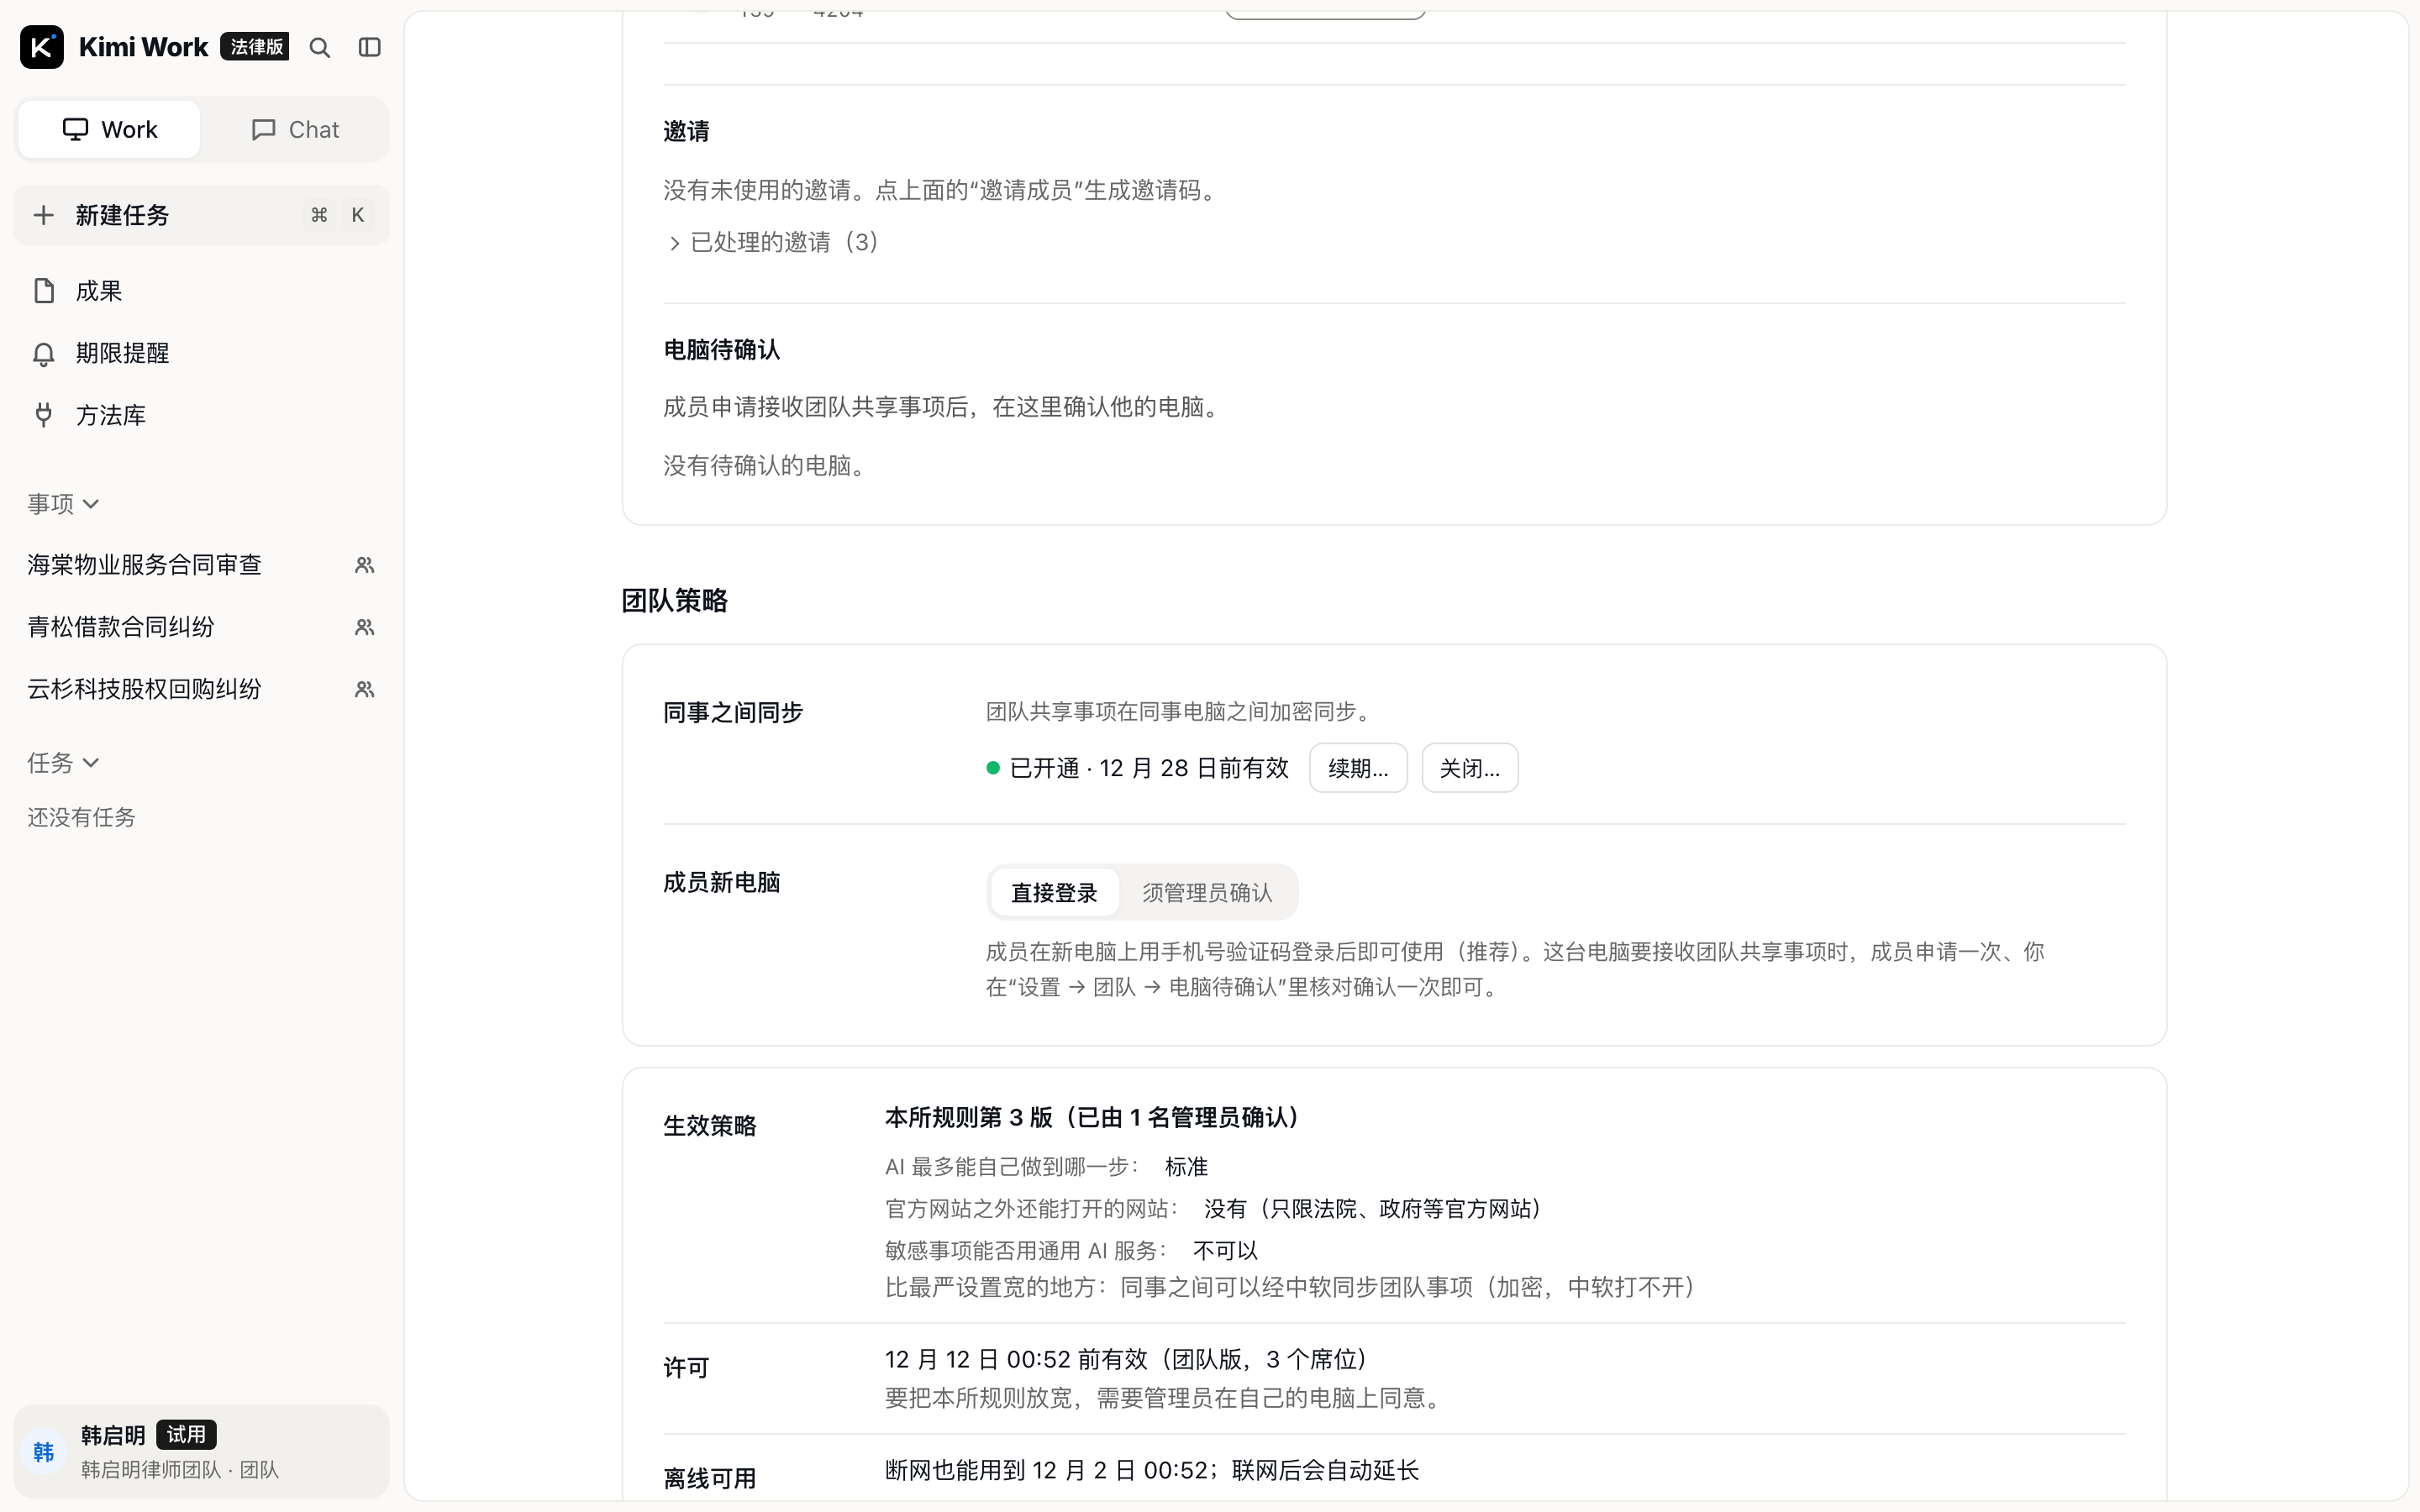 Kimi Work 法律版
Work
Chat
新建任务 ⌘ K
成果
期限提醒
方法库
事项
海棠物业服务合同审查
青松借款合同纠纷
云杉科技股权回购纠纷
任务
还没有任务
韩
韩启明 试用
韩启明律师团队 · 团队
邀请
没有未使用的邀请。点上面的“邀请成员”生成邀请码。
已处理的邀请（3）
电脑待确认
成员申请接收团队共享事项后，在这里确认他的电脑。
没有待确认的电脑。
团队策略
同事之间同步
团队共享事项在同事电脑之间加密同步。
已开通 · 12 月 28 日前有效 续期... 关闭...
成员新电脑
直接登录 须管理员确认
成员在新电脑上用手机号验证码登录后即可使用（推荐）。这台电脑要接收团队共享事项时，成员申请一次、你
在“设置 → 团队 → 电脑待确认”里核对确认一次即可。
生效策略
本所规则第 3 版（已由 1 名管理员确认）
AI 最多能自己做到哪一步： 标准
官方网站之外还能打开的网站： 没有（只限法院、政府等官方网站）
敏感事项能否用通用 AI 服务： 不可以
比最严设置宽的地方：同事之间可以经中软同步团队事项（加密，中软打不开）
许可
12 月 12 日 00:52 前有效（团队版，3 个席位）
要把本所规则放宽，需要管理员在自己的电脑上同意。
离线可用
断网也能用到 12 月 2 日 00:52；联网后会自动延长